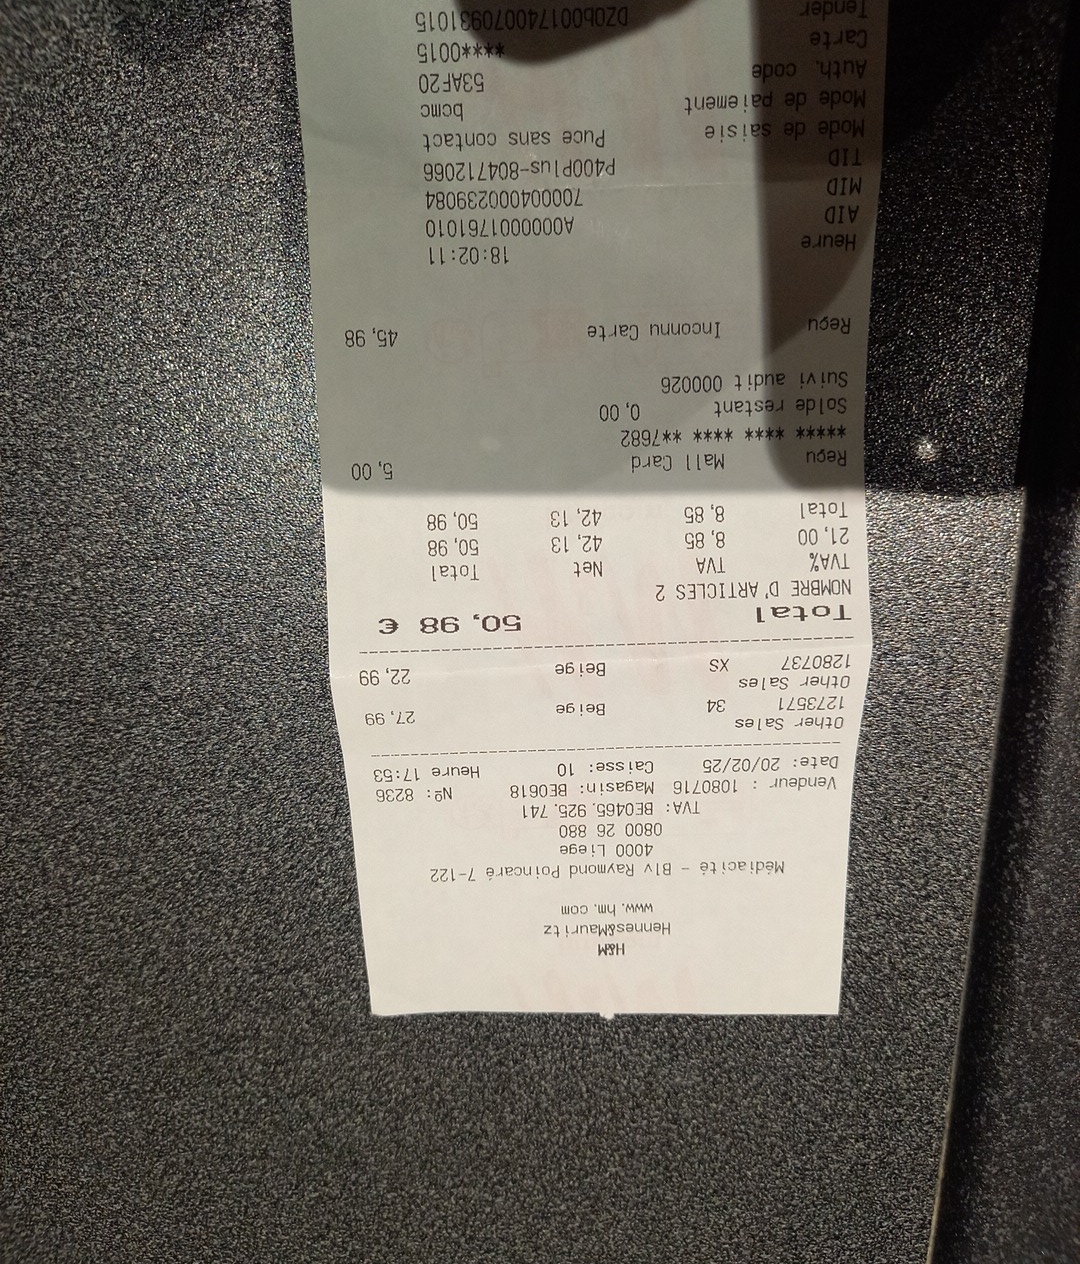 H&M
Hennes&Mauritz
www.hm.com
Médiacité - Blv Raymond Poincaré 7-122
4000 Liege
0800 26 880
TVA: BE0465.925.741
Vendeur : 1080716 Magasin: BE0618 Nº: 8236
Date: 20/02/25 Caisse: 10 Heure 17:53
Other Sales
1273571 34 Beige 27,99
Other Sales
1280737 XS Beige 22,99
Total 50,98 €
NOMBRE D'ARTICLES 2
TVA% TVA Net Total
21,00 8,85 42,13 50,98
Total 8,85 42,13 50,98
Reçu Mall Card 5,00
***** **** **** **7682
Solde restant 0,00
Suivi audit 000026
Reçu Inconnu Carte 45,98
Heure 18:02:11
AID A0000001761010
MID 700004000239084
TID P400Plus-804712066
Mode de saisie Puce sans contact
Mode de paiement bcmc
Auth. code 53AF20
Carte ****0015
Tender